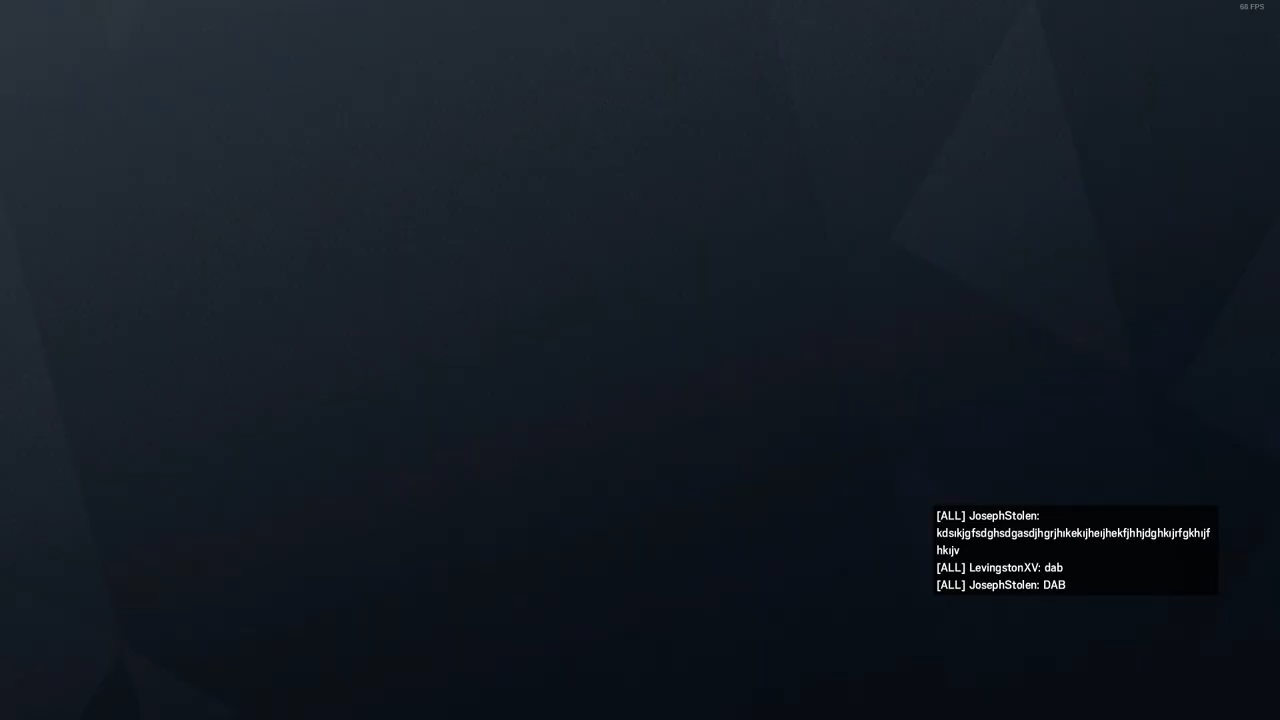 68 FPS
[ALL] JosephStolen:
kdsıkjgfsdghsdgasdjhgrjhıkekıjheıjhekfjhhjdghkıjrfgkhıjf
hkıjv
[ALL] LevingstonXV: dab
[ALL] JosephStolen: DAB